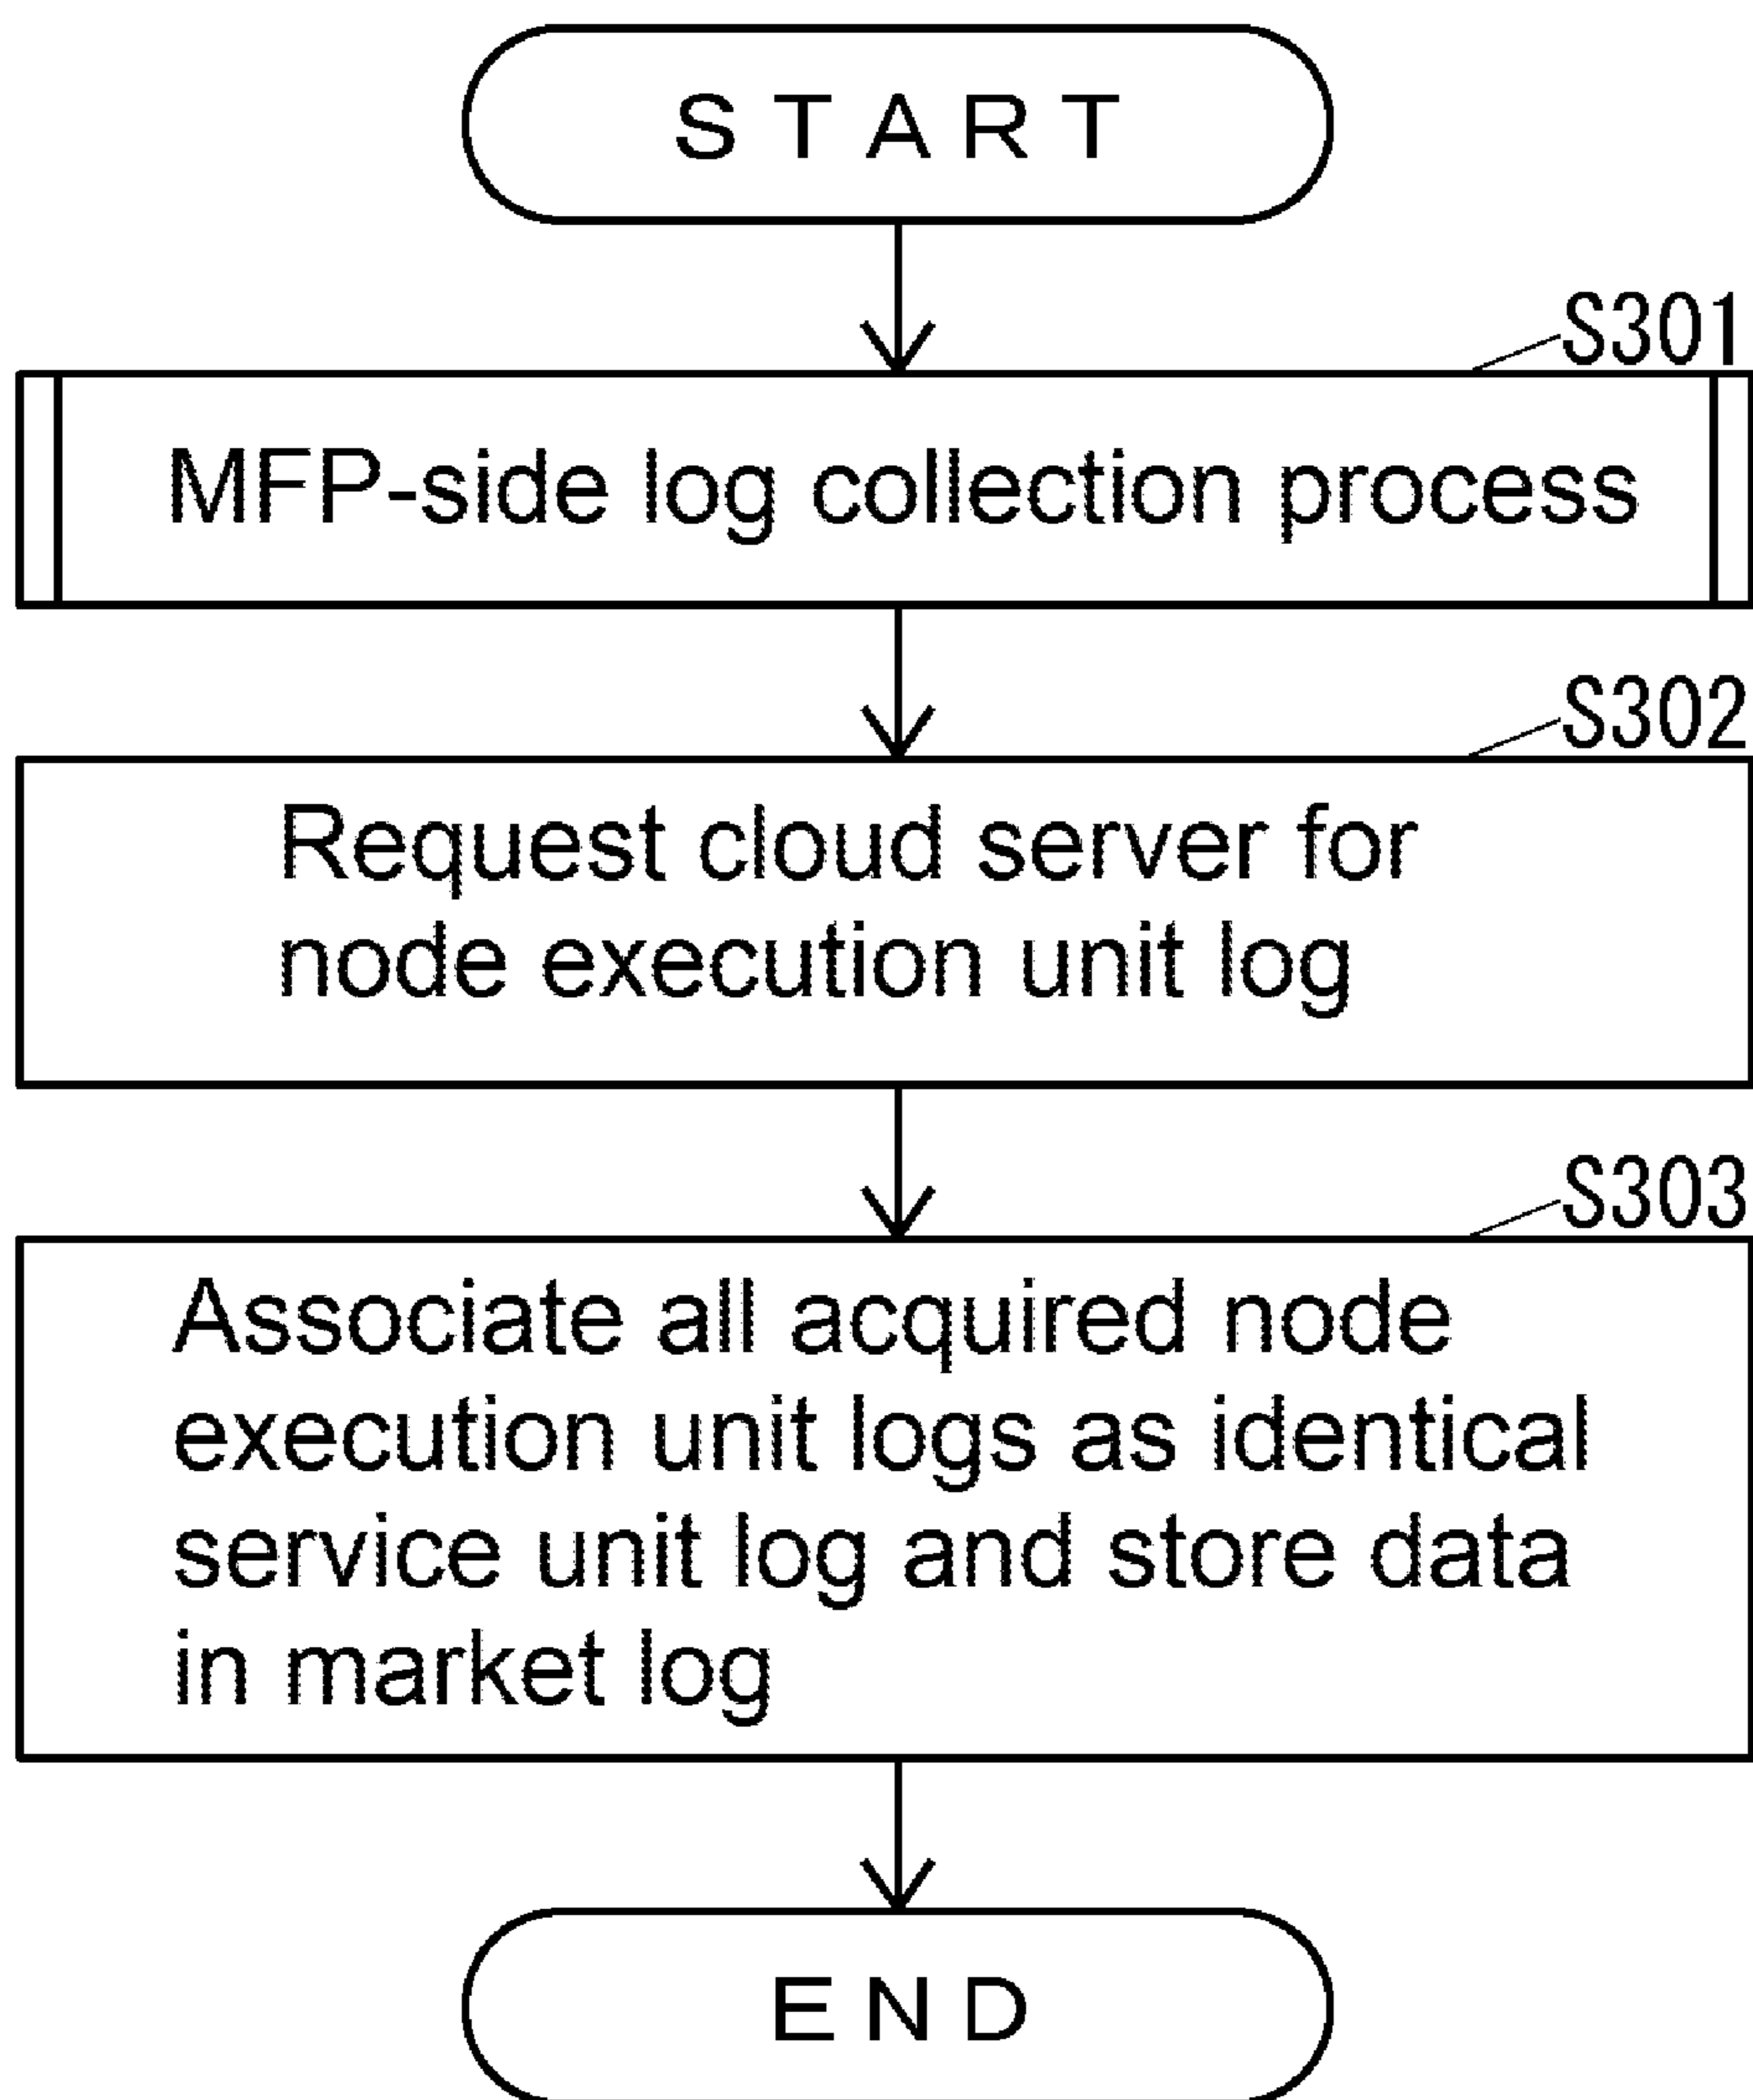 START
S301
MFP-side log collection process
S302
Request cloud server for
node execution unit log
S303
Associate all acquired node
execution unit logs as identical
service unit log and store data
in market log
END